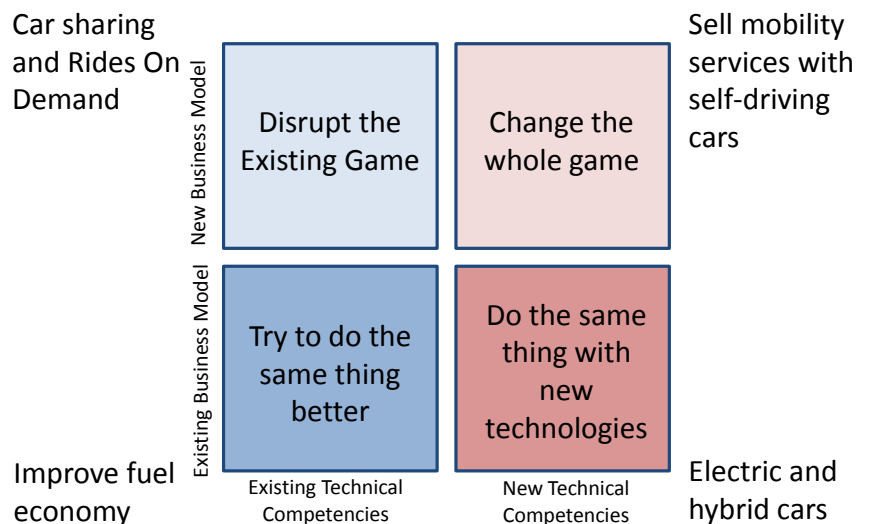 Car sharing
and Rides On
Demand
New Business Model
Disrupt the
Existing Game
Change the
whole game
Sell mobility
services with
self-driving
cars
Existing Business Model
Try to do the
same thing
better
Do the same
thing with
new
technologies
Improve fuel
economy
Existing Technical
Competencies
New Technical
Competencies
Electric and
hybrid cars